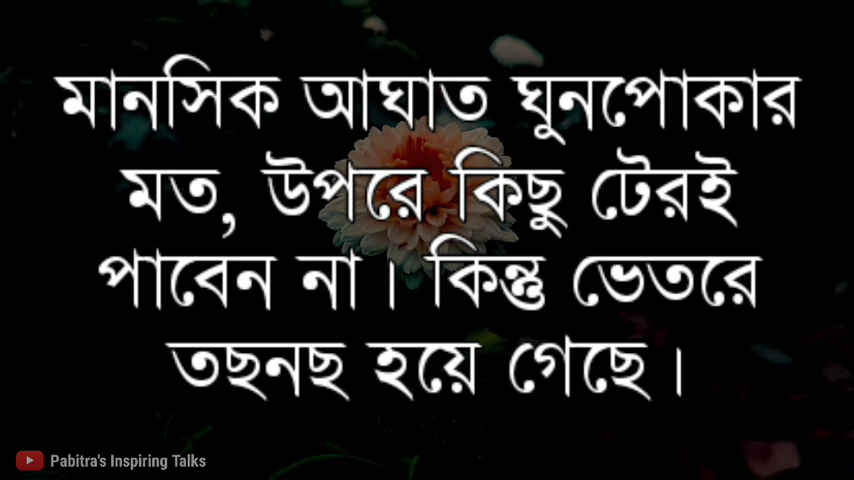 মানসিক আঘাত ঘুনপোকার
মত, উপরে কিছু টেরই
পাবেন না। কিন্তু ভেতরে
তছনছ হয়ে গেছে।
Pabitra's Inspiring Talks